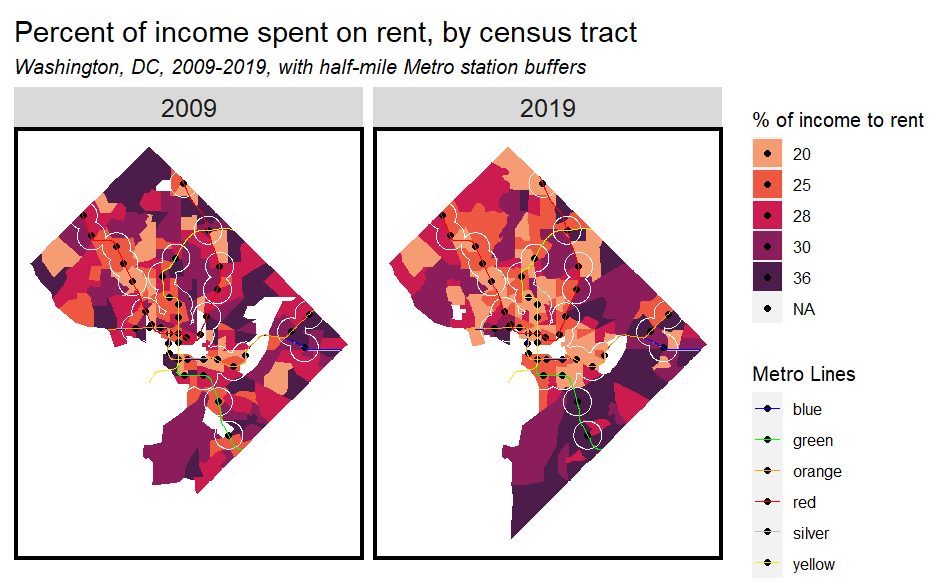 Percent of income spent on rent, by census tract
Washington, DC, 2009-2019, with half-mile Metro station buffers
2009
2019
% of income to rent
20
25
28
30
36
NA
Metro Lines
blue
green
orange
red
silver
yellow